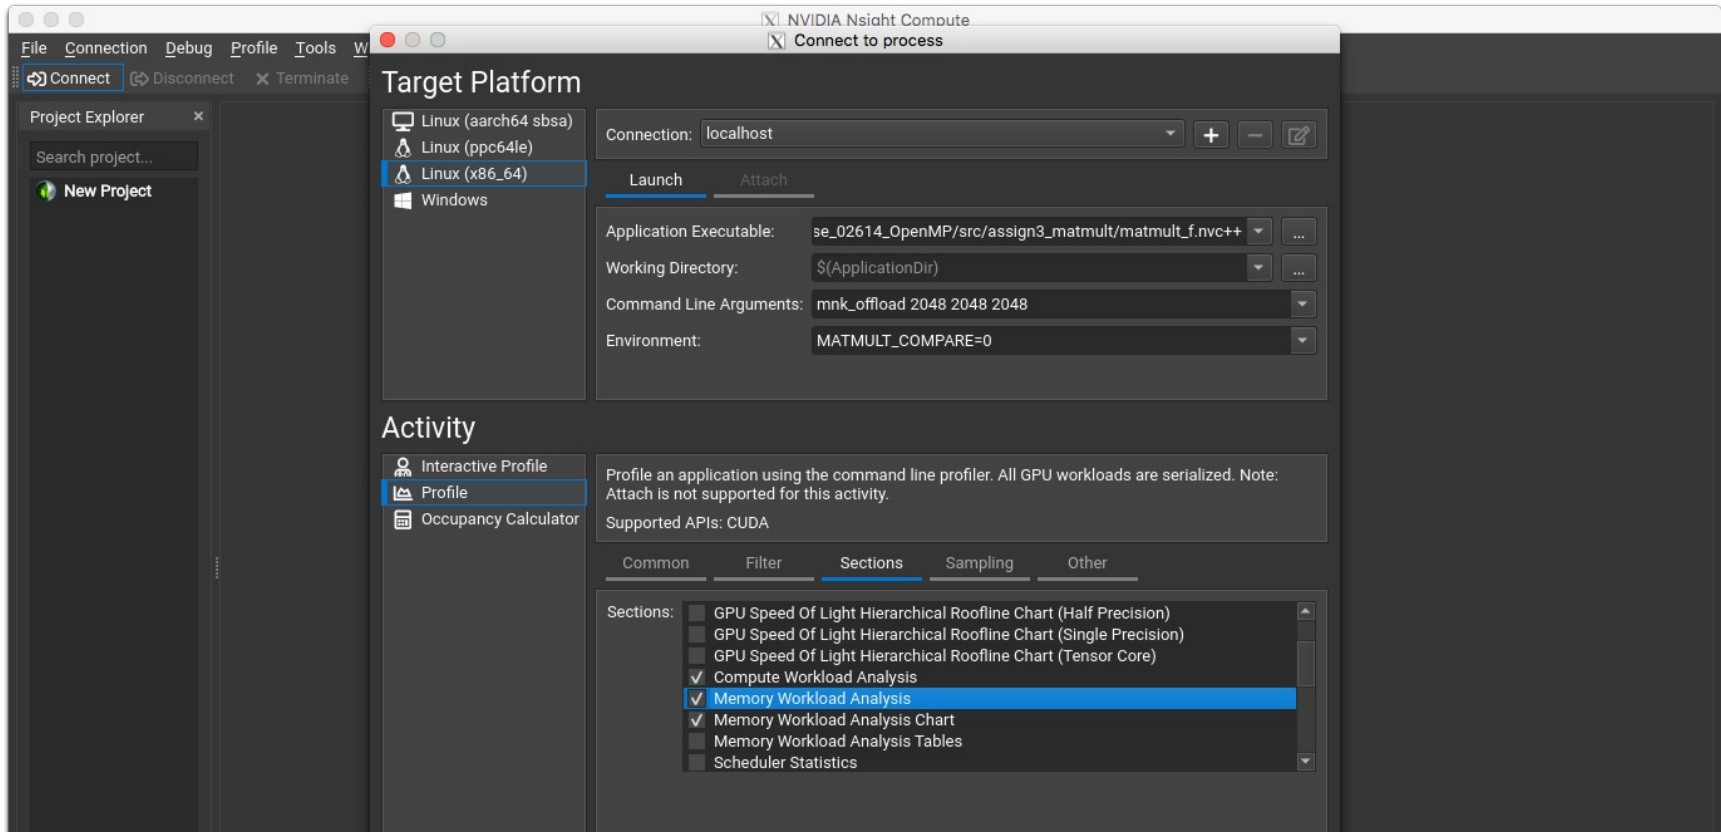 NVIDIA Nsight Compute
Connect to process
File Connection Debug Profile Tools W
Connect Disconnect Terminate
Project Explorer
Search project...
New Project
Target Platform
Linux (aarch64 sbsa)
Linux (ppc64le)
Linux (x86_64)
Windows
Connection: localhost
Launch Attach
Application Executable: se_02614_OpenMP/src/assign3_matmult/matmult_f.nvc++ ...
Working Directory: $(ApplicationDir) ...
Command Line Arguments: mnk_offload 2048 2048 2048
Environment: MATMULT_COMPARE=0
Activity
Interactive Profile
Profile
Occupancy Calculator
Profile an application using the command line profiler. All GPU workloads are serialized. Note:
Attach is not supported for this activity.
Supported APIs: CUDA
Common Filter Sections Sampling Other
Sections:
GPU Speed Of Light Hierarchical Roofline Chart (Half Precision)
GPU Speed Of Light Hierarchical Roofline Chart (Single Precision)
GPU Speed Of Light Hierarchical Roofline Chart (Tensor Core)
Compute Workload Analysis
Memory Workload Analysis
Memory Workload Analysis Chart
Memory Workload Analysis Tables
Scheduler Statistics